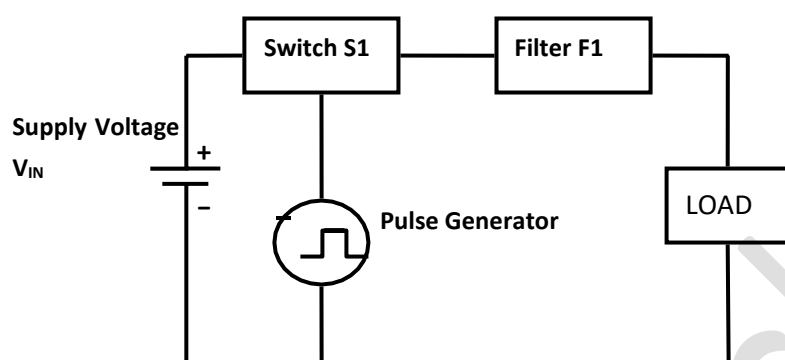 Switch S1
Filter F1
Supply Voltage
VIN
+
–
Pulse Generator
LOAD